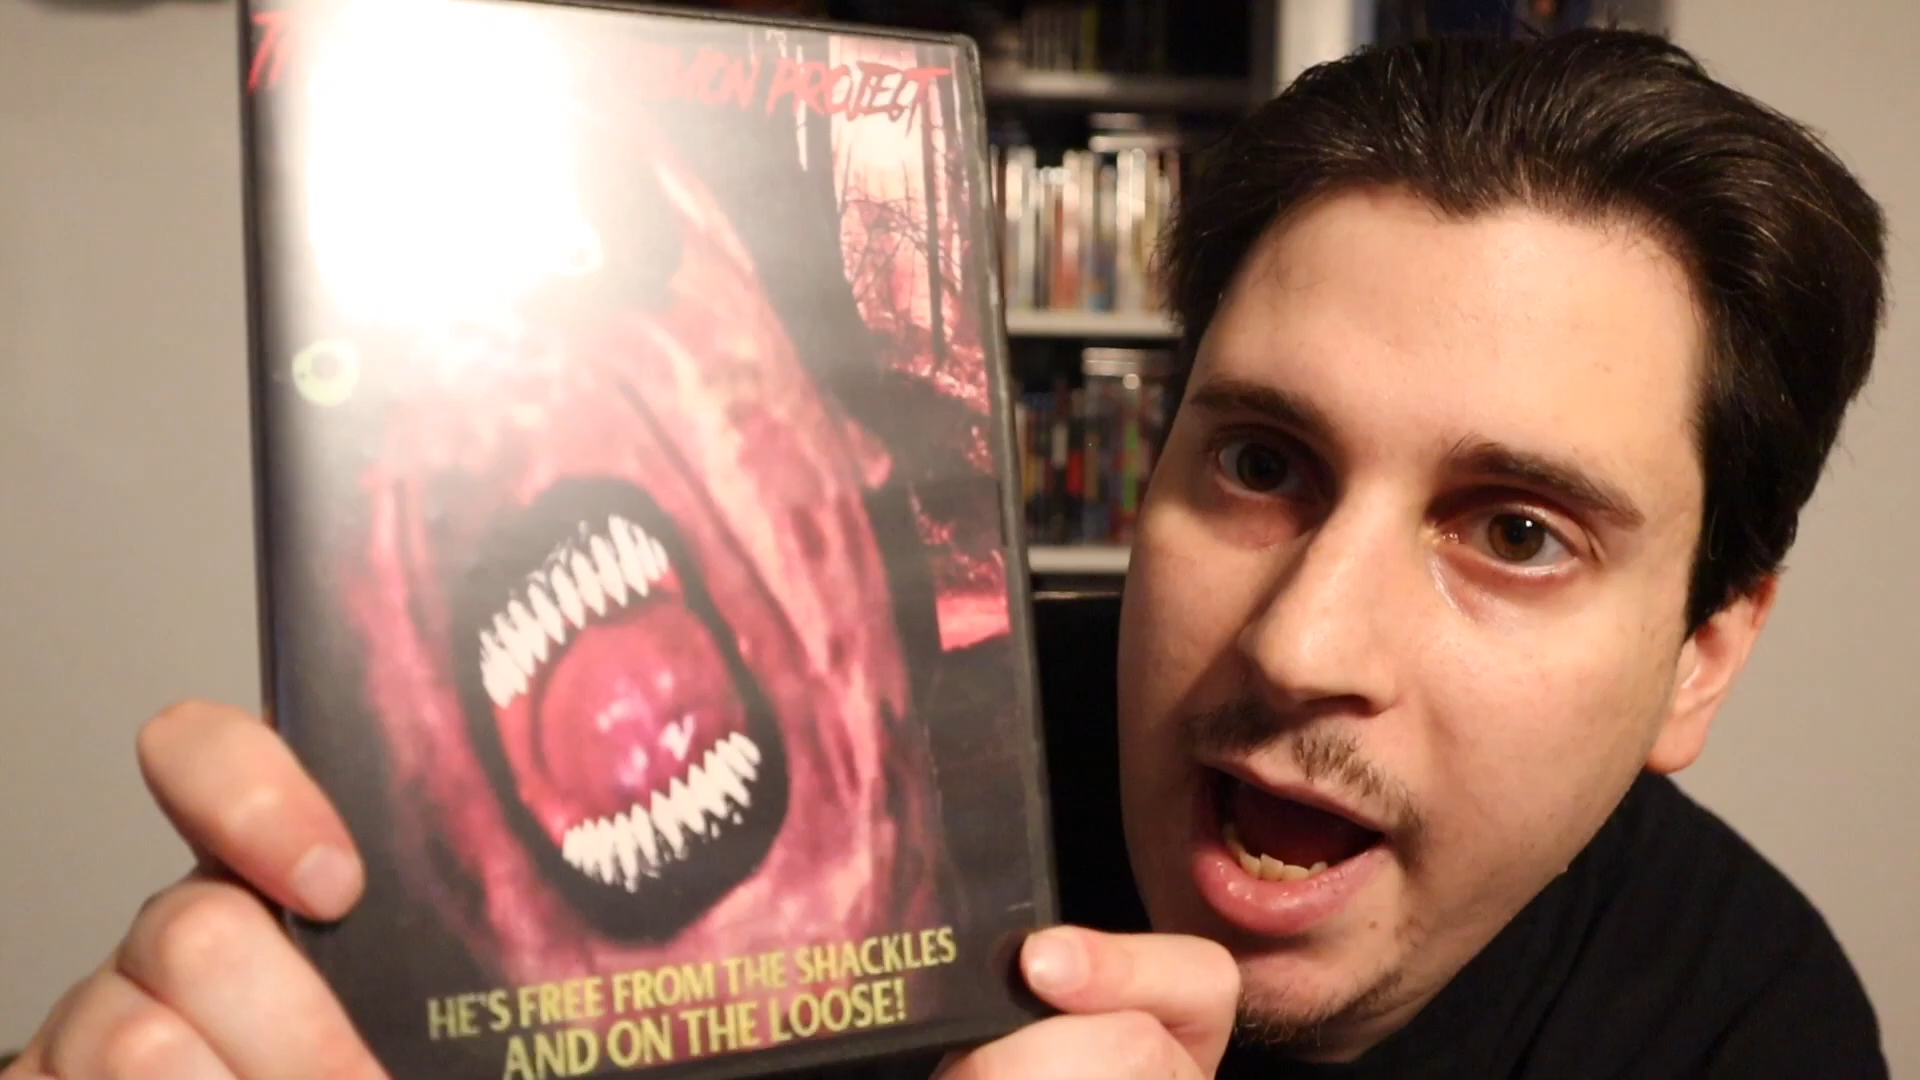 PROJECT
HE'S FREE FROM THE SHACKLES
AND ON THE LOOSE!